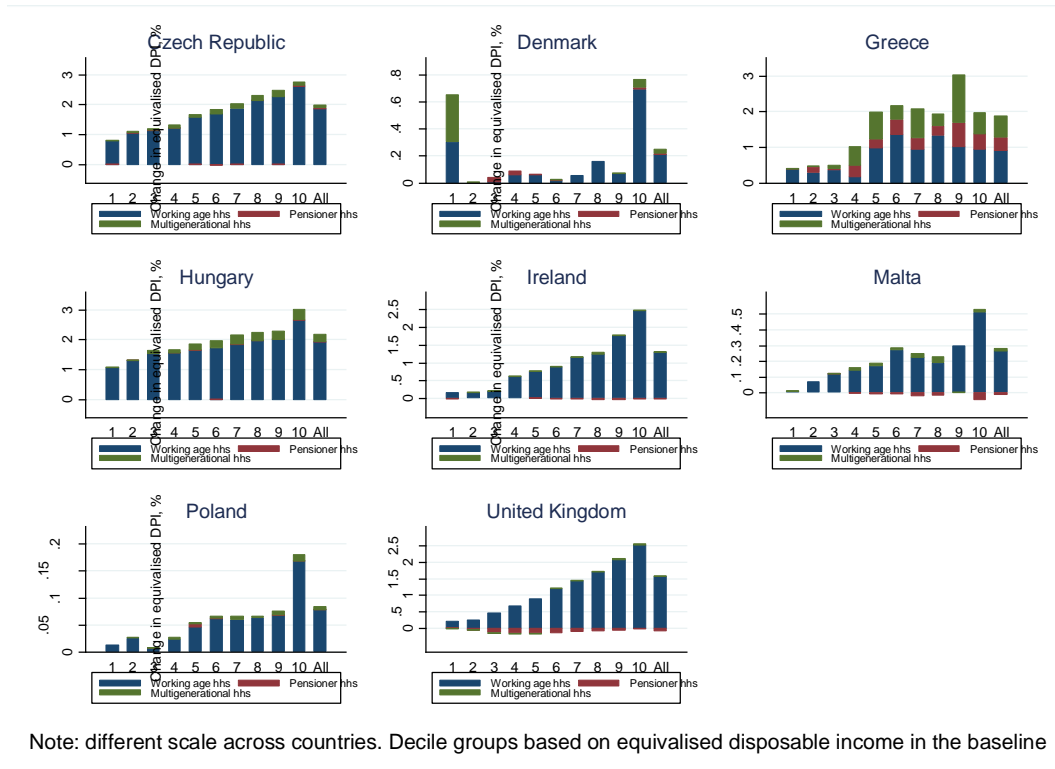 Czech Republic
Change in equivalised DPI, %
3
2
1
0
1 2 3 4 5 6 7 8 9 10 All
Working age hhs Pensioner hhs
Multigenerational hhs
Denmark
Change in equivalised DPI, %
.8
.6
.4
.2
0
1 2 3 4 5 6 7 8 9 10 All
Working age hhs Pensioner hhs
Multigenerational hhs
Greece
3
2
1
0
1 2 3 4 5 6 7 8 9 10 All
Working age hhs Pensioner hhs
Multigenerational hhs
Hungary
Change in equivalised DPI, %
3
2
1
0
1 2 3 4 5 6 7 8 9 10 All
Working age hhs Pensioner hhs
Multigenerational hhs
Ireland
Change in equivalised DPI, %
2.5
2
1.5
1
.5
0
1 2 3 4 5 6 7 8 9 10 All
Working age hhs Pensioner hhs
Multigenerational hhs
Malta
.5
.4
.3
.2
.1
0
1 2 3 4 5 6 7 8 9 10 All
Working age hhs Pensioner hhs
Multigenerational hhs
Poland
Change in equivalised DPI, %
.2
.15
.1
.05
0
1 2 3 4 5 6 7 8 9 10 All
Working age hhs Pensioner hhs
Multigenerational hhs
United Kingdom
2.5
2
1.5
1
.5
0
1 2 3 4 5 6 7 8 9 10 All
Working age hhs Pensioner hhs
Multigenerational hhs
Note: different scale across countries. Decile groups based on equivalised disposable income in the baseline